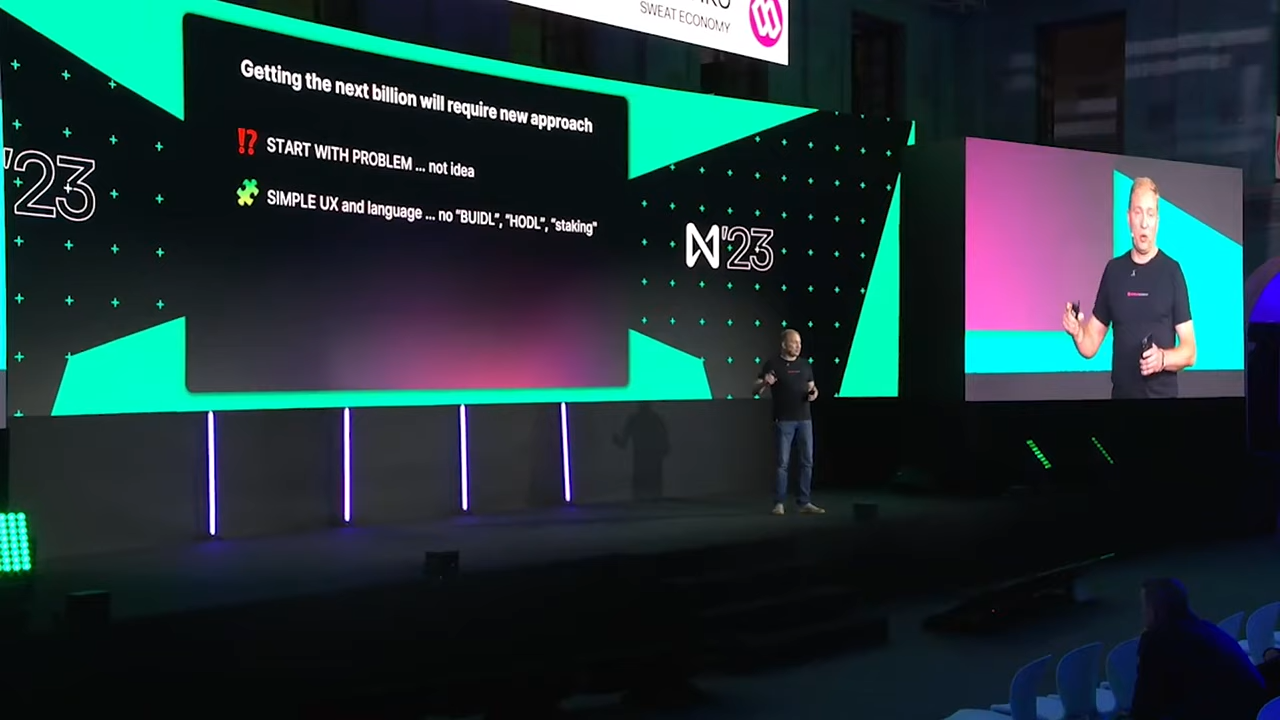 SWEAT ECONOMY
Getting the next billion will require new approach
⁉️ START WITH PROBLEM ... not idea
SIMPLE UX and language ... no “BUIDL”, “HODL”, “staking”
'23
N'23